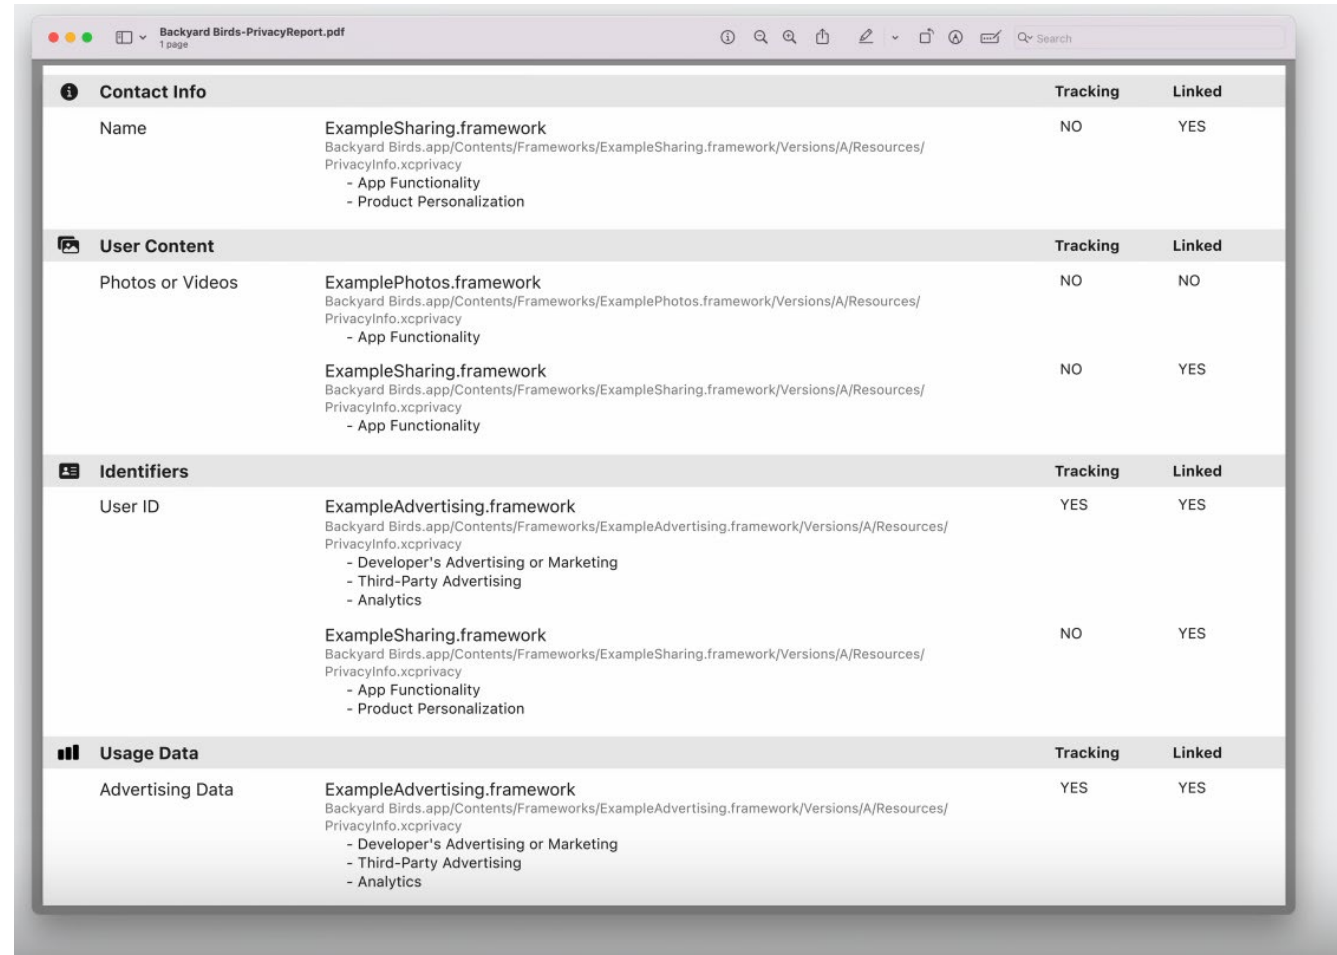 Backyard Birds-PrivacyReport.pdf
1 page
Search
Contact Info Tracking Linked
Name ExampleSharing.framework NO YES
Backyard Birds.app/Contents/Frameworks/ExampleSharing.framework/Versions/A/Resources/
PrivacyInfo.xcprivacy
- App Functionality
- Product Personalization
User Content Tracking Linked
Photos or Videos ExamplePhotos.framework NO NO
Backyard Birds.app/Contents/Frameworks/ExamplePhotos.framework/Versions/A/Resources/
PrivacyInfo.xcprivacy
- App Functionality
ExampleSharing.framework NO YES
Backyard Birds.app/Contents/Frameworks/ExampleSharing.framework/Versions/A/Resources/
PrivacyInfo.xcprivacy
- App Functionality
Identifiers Tracking Linked
User ID ExampleAdvertising.framework YES YES
Backyard Birds.app/Contents/Frameworks/ExampleAdvertising.framework/Versions/A/Resources/
PrivacyInfo.xcprivacy
- Developer's Advertising or Marketing
- Third-Party Advertising
- Analytics
ExampleSharing.framework NO YES
Backyard Birds.app/Contents/Frameworks/ExampleSharing.framework/Versions/A/Resources/
PrivacyInfo.xcprivacy
- App Functionality
- Product Personalization
Usage Data Tracking Linked
Advertising Data ExampleAdvertising.framework YES YES
Backyard Birds.app/Contents/Frameworks/ExampleAdvertising.framework/Versions/A/Resources/
PrivacyInfo.xcprivacy
- Developer's Advertising or Marketing
- Third-Party Advertising
- Analytics